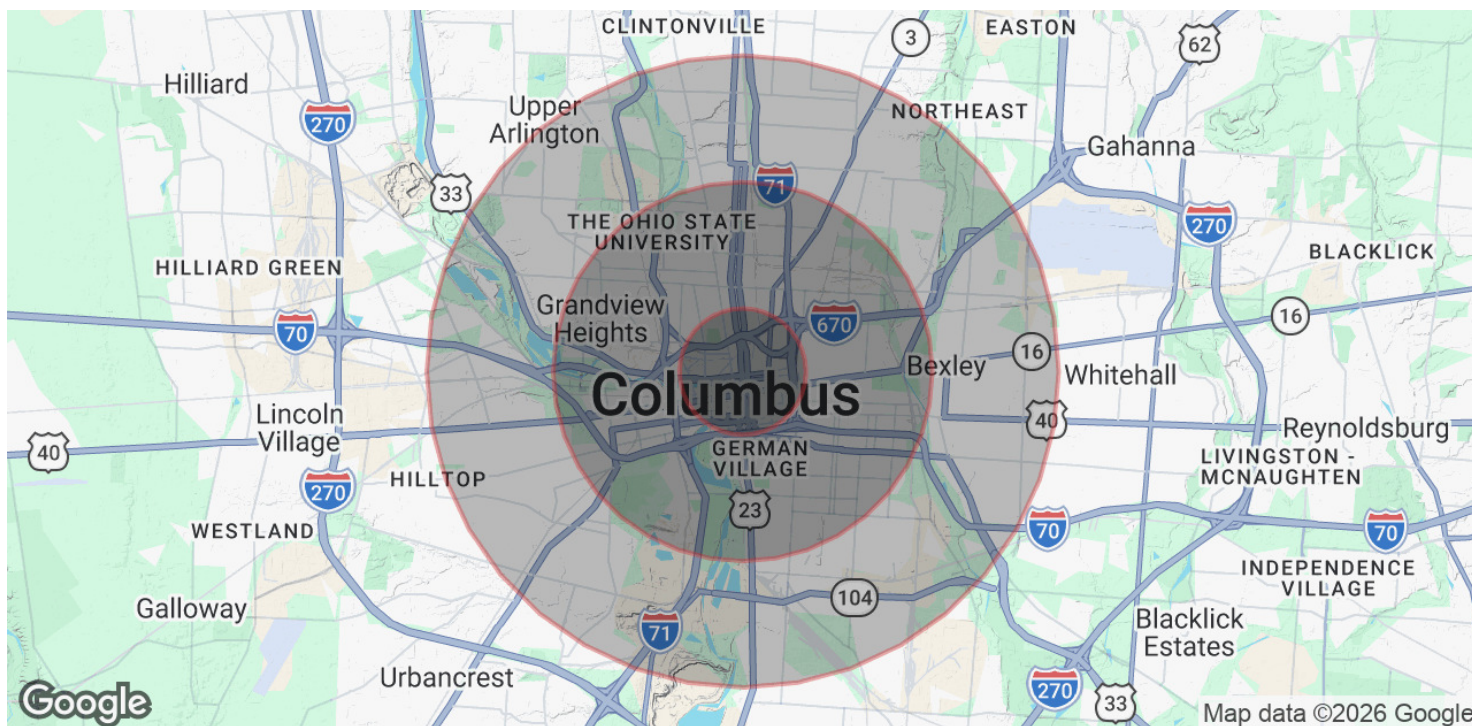 CLINTONVILLE
EASTON
3
62
Hilliard
Upper
Arlington
270
NORTHEAST
Gahanna
33
71
THE OHIO STATE
UNIVERSITY
270
BLACKLICK
HILLIARD GREEN
Grandview
Heights
70
670
16
16
Bexley
Whitehall
Columbus
Lincoln
Village
40
40
Reynoldsburg
GERMAN
VILLAGE
LIVINGSTON -
MCNAUGHTEN
HILLTOP
270
23
WESTLAND
70
70
INDEPENDENCE
VILLAGE
Galloway
104
71
Blacklick
Estates
Urbancrest
270
33
Google
Map data ©2026 Google